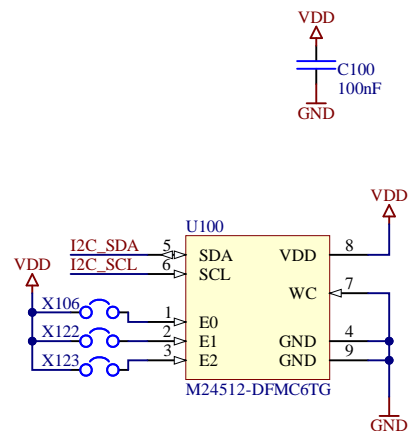 VDD
C100
100nF
GND
VDD
U100
I2C_SDA 5 SDA VDD 8
I2C_SCL 6 SCL
VDD
WC 7
X106 1 E0
X122 2 E1 GND 4
X123 3 E2 GND 9
M24512-DFMC6TG
GND